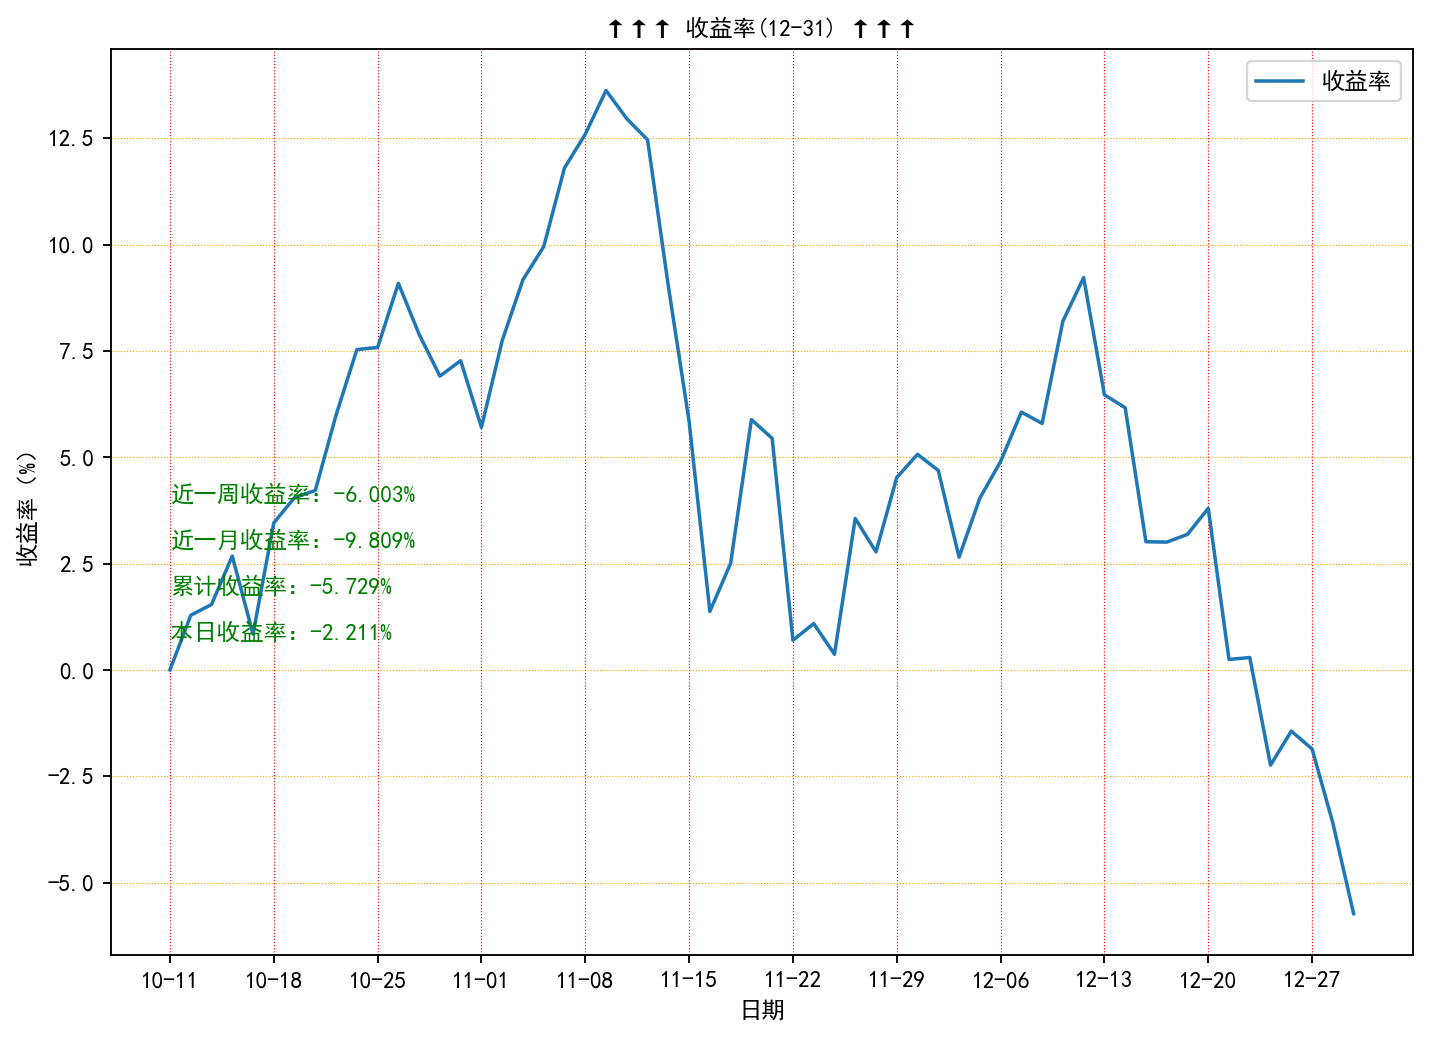 ↑↑↑ 收益率(12-31) ↑↑↑
收益率
12.5
10.0
7.5
5.0
2.5
0.0
-2.5
-5.0
收益率 (%)
近一周收益率: -6.003%
近一月收益率: -9.809%
累计收益率: -5.729%
本日收益率: -2.211%
10-11 10-18 10-25 11-01 11-08 11-15 11-22 11-29 12-06 12-13 12-20 12-27
日期